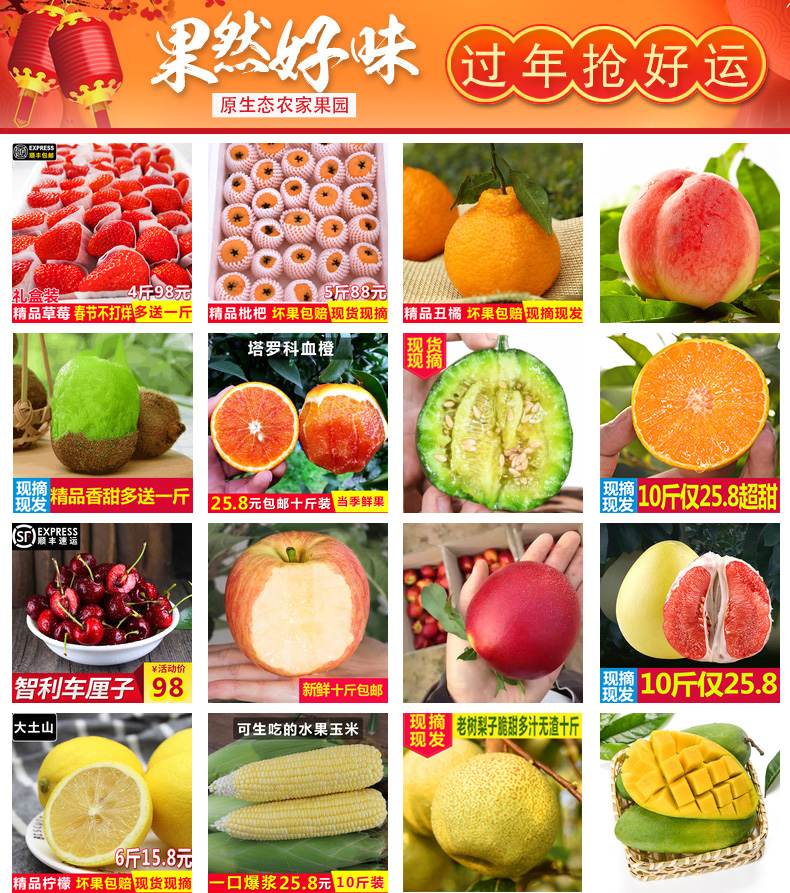 果然好味
原生态农家果园
过年抢好运
SF EXPRESS
顺丰包邮
礼盒装
4斤98元
精品草莓 春节不打烊 多送一斤
5斤88元
精品枇杷 坏果包赔 现货现摘
精品丑橘 坏果包赔 现摘现发
现摘
现发
精品香甜多送一斤
塔罗科血橙
25.8元包邮十斤装 当季鲜果
现货
现摘
现摘
现发
10斤仅25.8超甜
SF EXPRESS
顺丰速运
智利车厘子
¥活动价
98
新鲜十斤包邮
现摘
现发
10斤仅25.8
大土山
6斤15.8元
精品柠檬 坏果包赔 现货现摘
可生吃的水果玉米
一口爆浆25.8元 10斤装
现摘
现发
老树梨子脆甜多汁无渣十斤